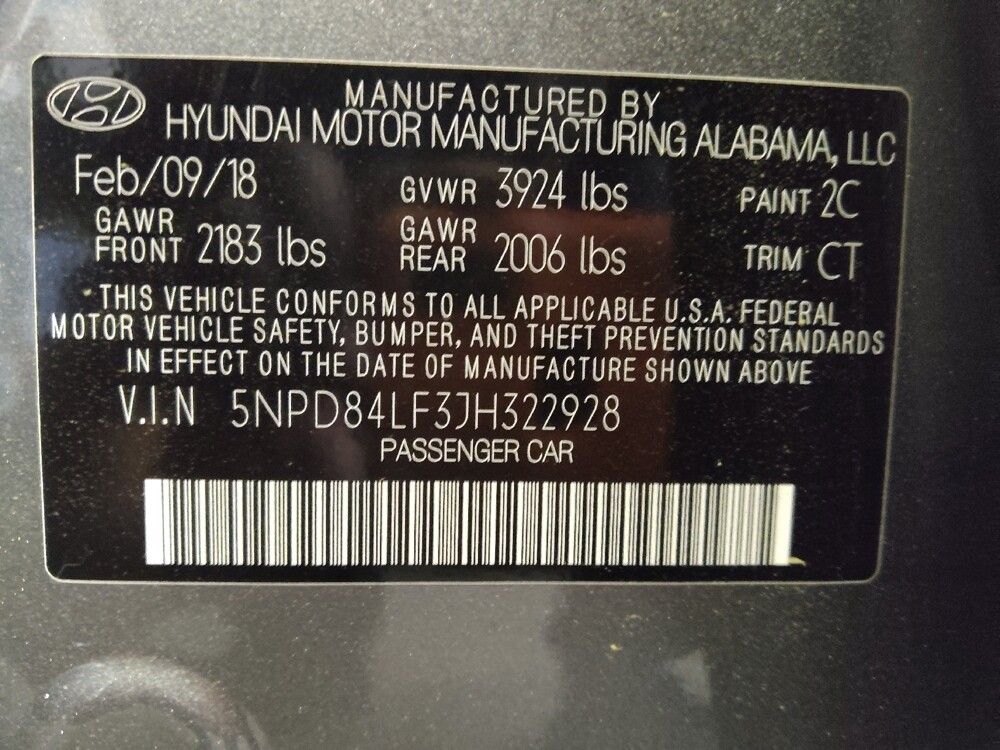 MANUFACTURED BY
HYUNDAI MOTOR MANUFACTURING ALABAMA, LLC
Feb/09/18 GVWR 3924 lbs PAINT 2C
GAWR FRONT 2183 lbs GAWR REAR 2006 lbs TRIM CT
THIS VEHICLE CONFORMS TO ALL APPLICABLE U.S.A. FEDERAL
MOTOR VEHICLE SAFETY, BUMPER, AND THEFT PREVENTION STANDARDS
IN EFFECT ON THE DATE OF MANUFACTURE SHOWN ABOVE
V.I.N 5NPD84LF3JH322928
PASSENGER CAR